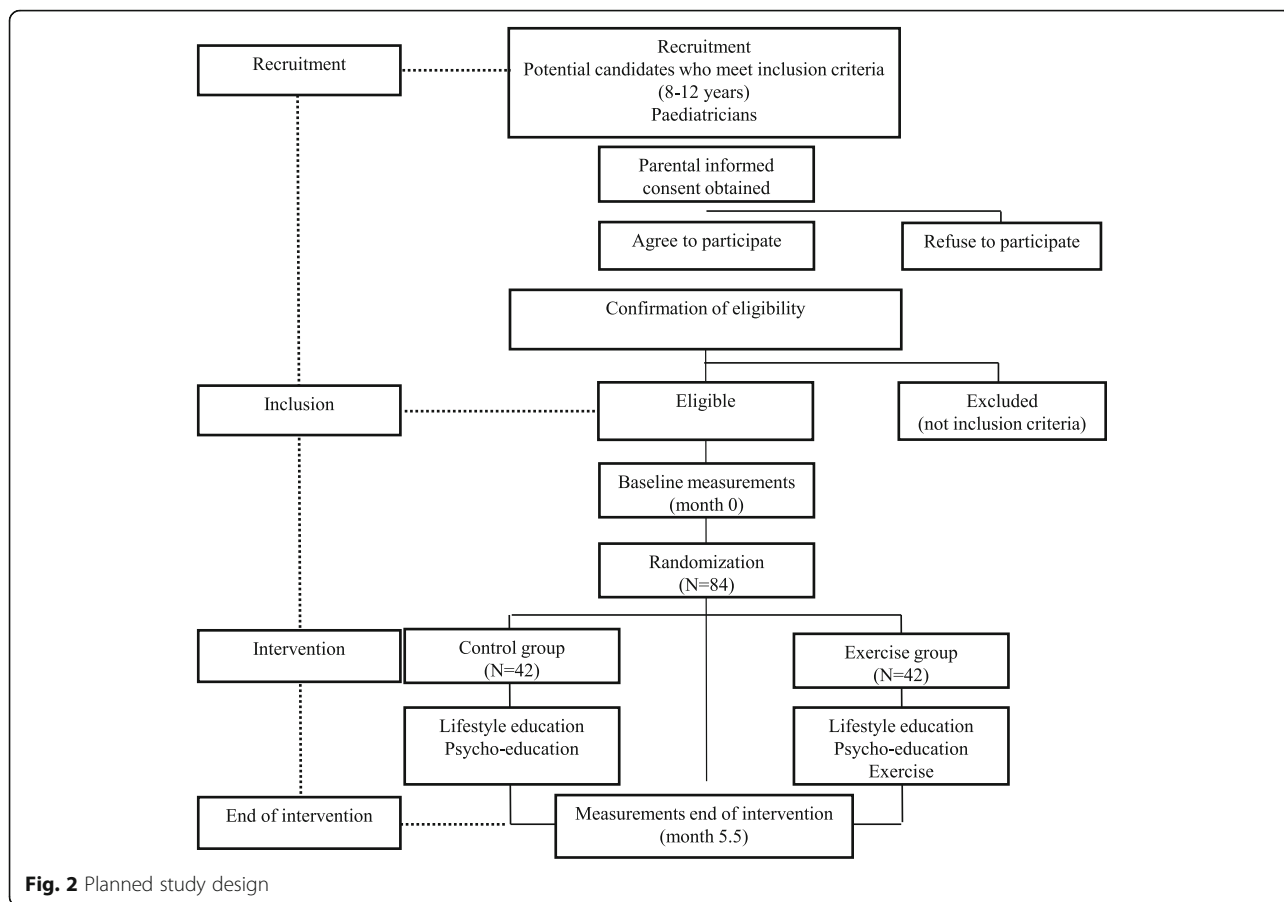 Recruitment
Recruitment
Potential candidates who meet inclusion criteria
(8-12 years)
Paediatricians
Parental informed
consent obtained
Agree to participate
Refuse to participate
Confirmation of eligibility
Inclusion
Eligible
Excluded
(not inclusion criteria)
Baseline measurements
(month 0)
Randomization
(N=84)
Intervention
Control group
(N=42)
Exercise group
(N=42)
Lifestyle education
Psycho-education
Lifestyle education
Psycho-education
Exercise
End of intervention
Measurements end of intervention
(month 5.5)
Fig. 2 Planned study design